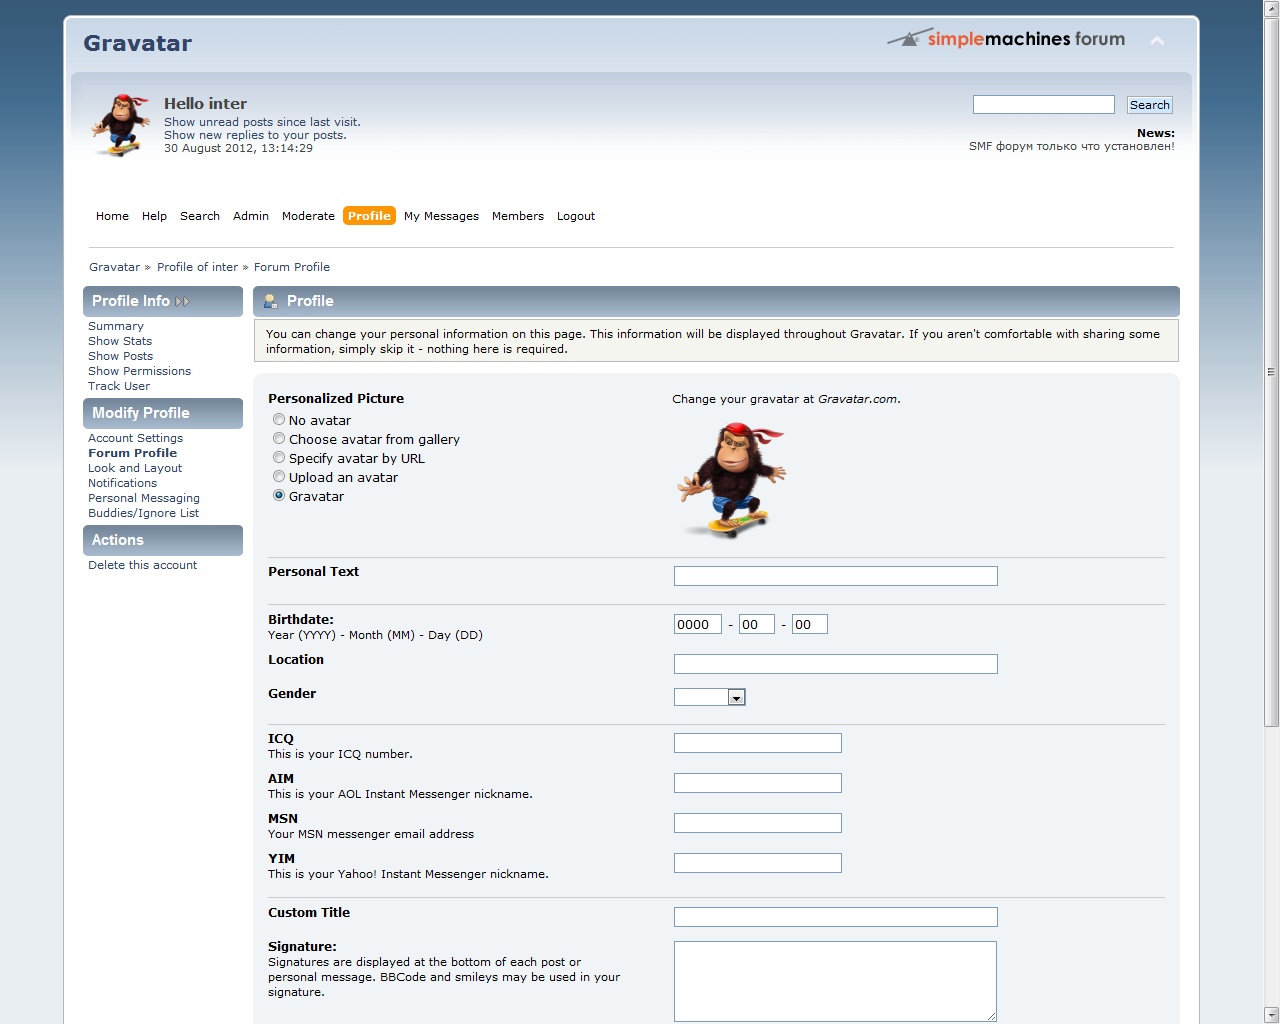 Gravatar
simplemachines forum
Hello inter
Show unread posts since last visit.
Show new replies to your posts.
30 August 2012, 13:14:29
Search
News:
SMF форум только что установлен!
Home Help Search Admin Moderate Profile My Messages Members Logout
Gravatar » Profile of inter » Forum Profile
Profile Info
Summary
Show Stats
Show Posts
Show Permissions
Track User
Modify Profile
Account Settings
Forum Profile
Look and Layout
Notifications
Personal Messaging
Buddies/Ignore List
Actions
Delete this account
Profile
You can change your personal information on this page. This information will be displayed throughout Gravatar. If you aren't comfortable with sharing some
information, simply skip it - nothing here is required.
Personalized Picture
No avatar
Choose avatar from gallery
Specify avatar by URL
Upload an avatar
Gravatar
Change your gravatar at Gravatar.com.
Personal Text
Birthdate:
Year (YYYY) - Month (MM) - Day (DD)
0000 - 00 - 00
Location
Gender
ICQ
This is your ICQ number.
AIM
This is your AOL Instant Messenger nickname.
MSN
Your MSN messenger email address
YIM
This is your Yahoo! Instant Messenger nickname.
Custom Title
Signature:
Signatures are displayed at the bottom of each post or
personal message. BBCode and smileys may be used in your
signature.